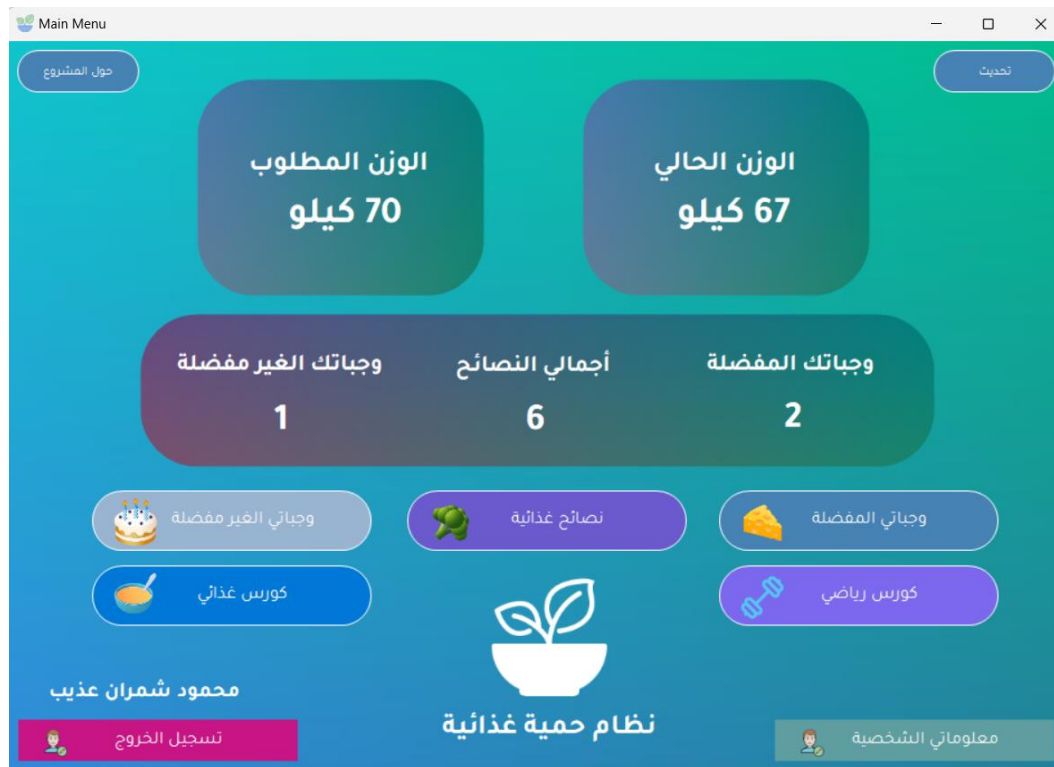 Main Menu
تحديث
حول المشروع
الوزن الحالي
67 كيلو
الوزن المطلوب
70 كيلو
وجباتك المفضلة
2
أجمالي النصائح
6
وجباتك الغير مفضلة
1
وجباتي المفضلة
نصائح غذائية
وجباتي الغير مفضلة
كورس رياضي
كورس غذائي
محمود شمران عذيب
نظام حمية غذائية
معلوماتي الشخصية
تسجيل الخروج